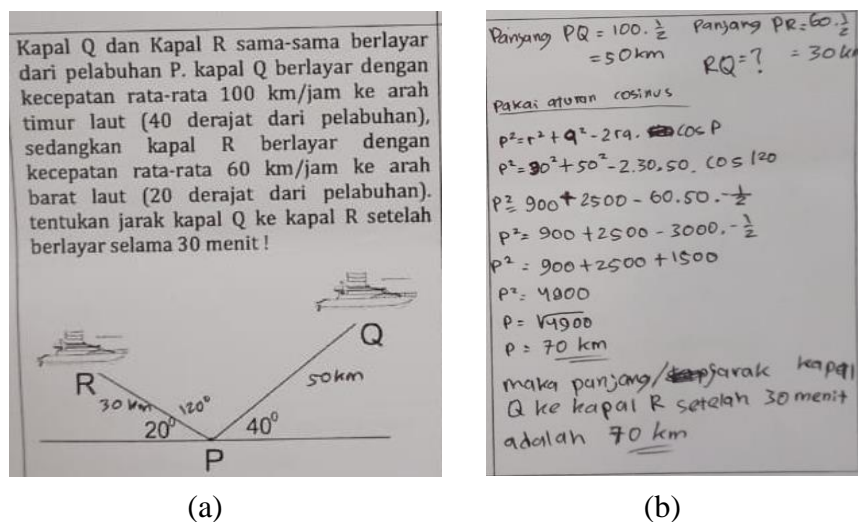 Kapal Q dan Kapal R sama-sama berlayar
dari pelabuhan P. kapal Q berlayar dengan
kecepatan rata-rata 100 km/jam ke arah
timur laut (40 derajat dari pelabuhan),
sedangkan kapal R berlayar dengan
kecepatan rata-rata 60 km/jam ke arah
barat laut (20 derajat dari pelabuhan).
tentukan jarak kapal Q ke kapal R setelah
berlayar selama 30 menit !
Q
R
50km
30 km 120°
20° 40°
P
(a)
Panjang PQ = 100. 1/2 Panjang PR = 60. 1/2
= 50 km RQ = ? = 30 km
Pakai aturan cosinus
p² = r² + q² - 2rq. cos P
p² = 30² + 50² - 2.30.50. cos 120
p² = 900 + 2500 - 60.50. -1/2
p² = 900 + 2500 - 3000. -1/2
p² = 900 + 2500 + 1500
p² = 4900
p = √4900
p = 70 km
maka panjang/jarak kapal
Q ke kapal R setelah 30 menit
adalah 70 km
(b)